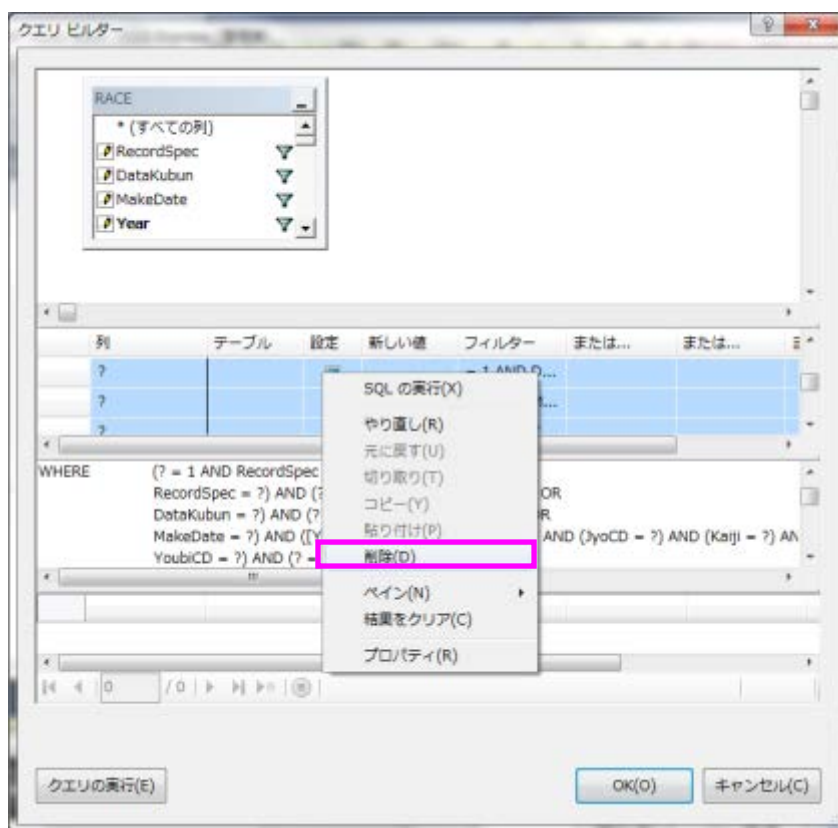 クエリ ビルダー
RACE
* (すべての列)
RecordSpec
DataKubun
MakeDate
Year
列 テーブル 設定 新しい値 フィルター または... または...
? = 1 AND D...
?
?
SQL の実行(X)
やり直し(R)
元に戻す(U)
切り取り(T)
コピー(Y)
貼り付け(P)
削除(D)
ペイン(N)
結果をクリア(C)
プロパティ(R)
WHERE (? = 1 AND RecordSpec
RecordSpec = ?) AND (? OR
DataKubun = ?) AND (? OR
MakeDate = ?) AND ([Y AND (JyoCD = ?) AND (Kaiji = ?) AN
YoubiCD = ?) AND (? =
0 / 0
クエリの実行(E)
OK(O) キャンセル(C)